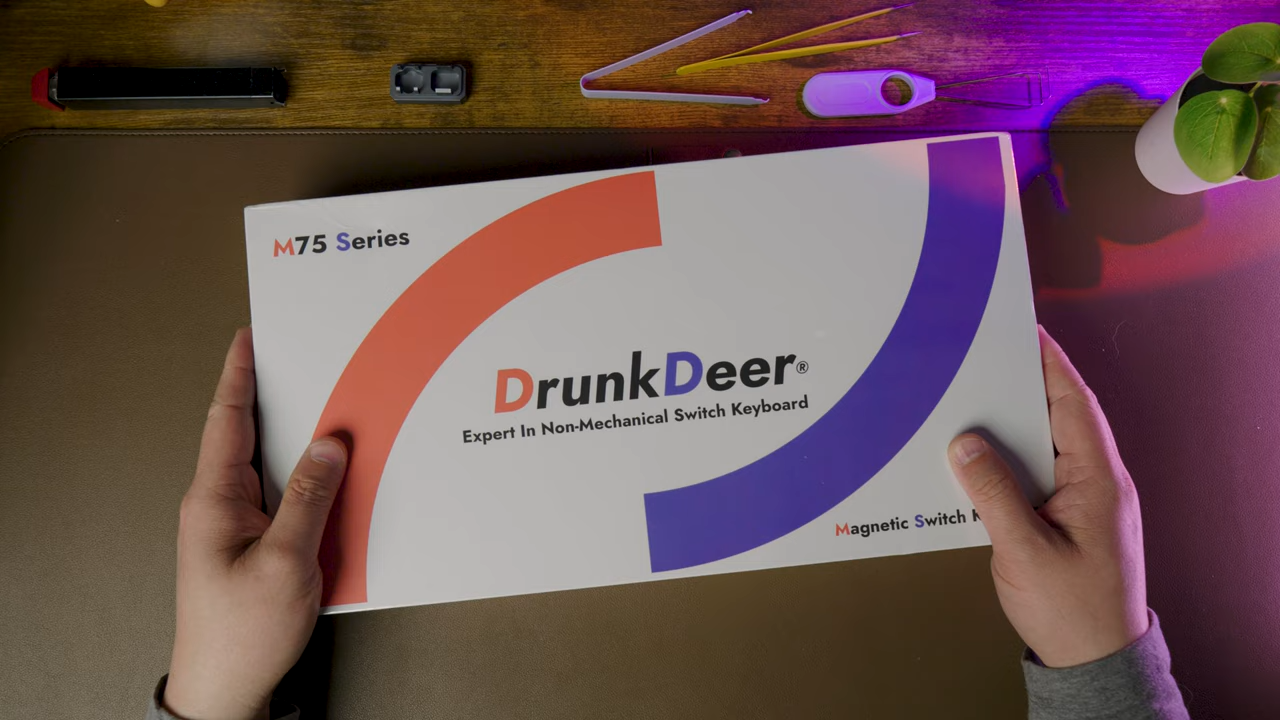 M75 Series
DrunkDeer®
Expert In Non-Mechanical Switch Keyboard
Magnetic Switch